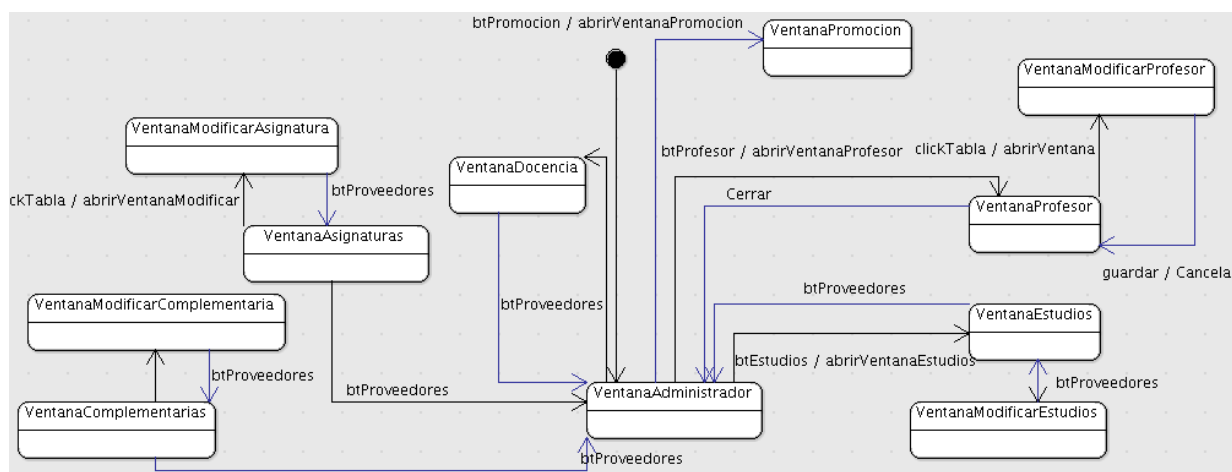 btPromocion / abrirVentanaPromocion
VentanaPromocion
VentanaModificarProfesor
VentanaModificarAsignatura
VentanaDocencia
btProfesor / abrirVentanaProfesor
clickTabla / abrirVentana
btProveedores
ckTabla / abrirVentanaModificar
Cerrar
VentanaProfesor
VentanaAsignaturas
guardar / Cancela
btProveedores
btProveedores
VentanaModificarComplementaria
VentanaEstudios
btEstudios / abrirVentanaEstudios
btProveedores
btProveedores
btProveedores
VentanaAdministrador
VentanaComplementarias
VentanaModificarEstudios
btProveedores